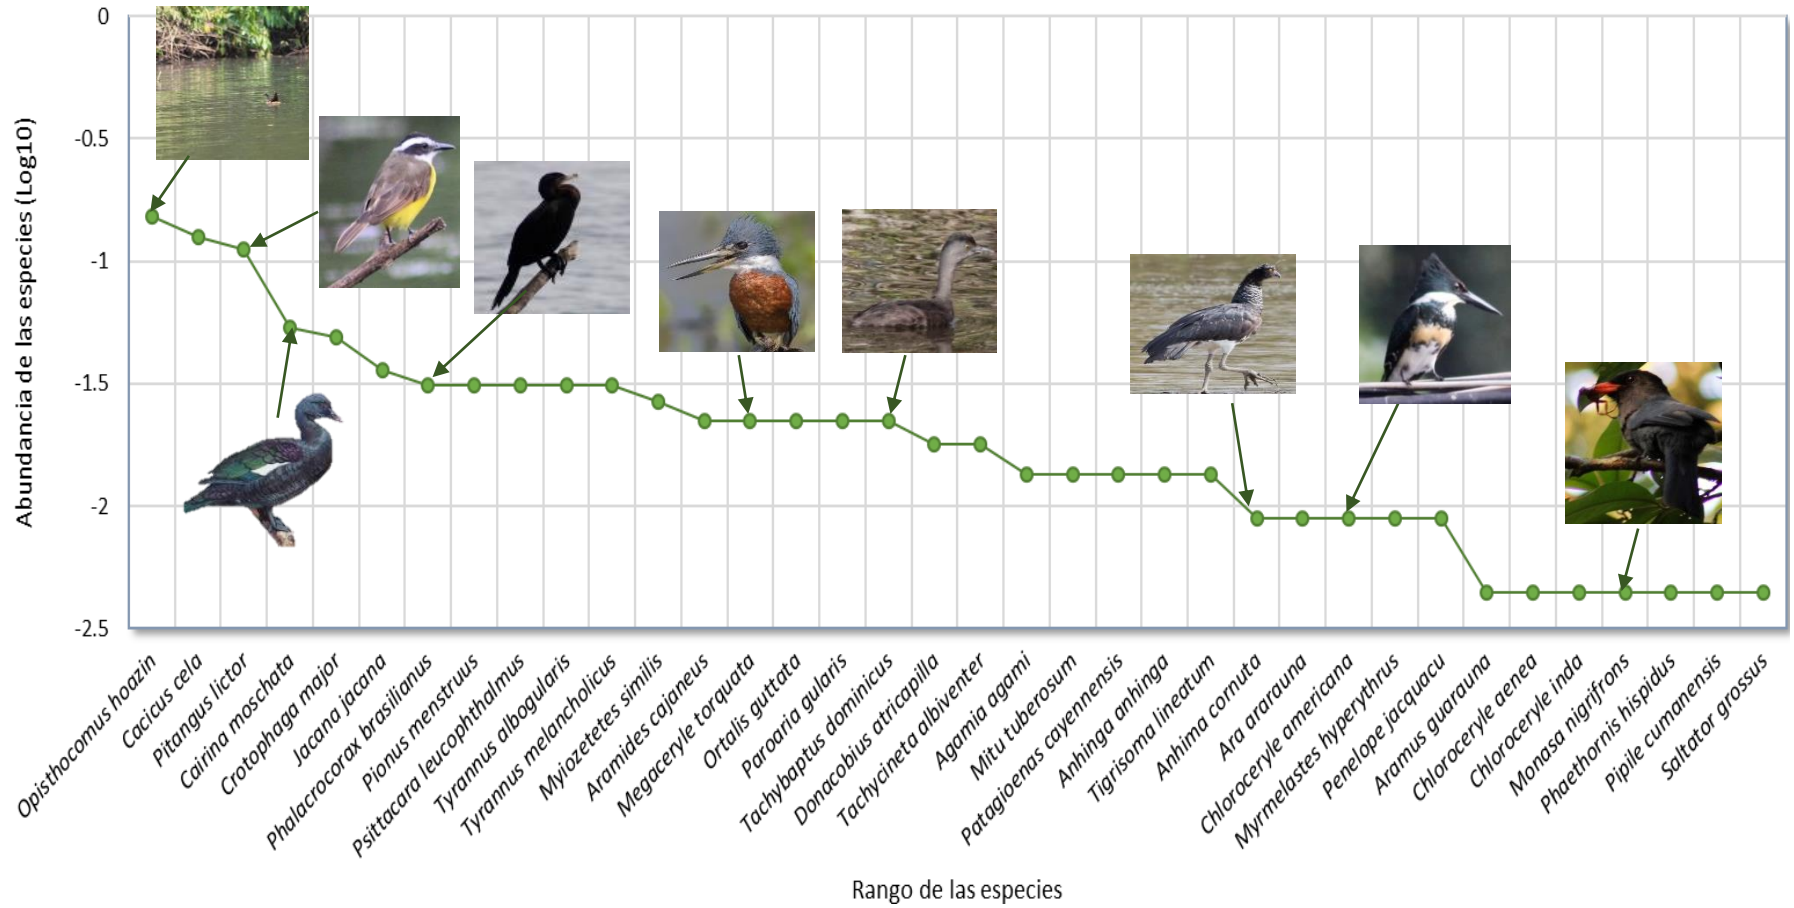 Abundancia de las especies (Log10)
0
-0.5
-1
-1.5
-2
-2.5
Opisthocomus hoazin
Cacicus cela
Pitangus lictor
Cairina moschata
Crotophaga major
Jacana jacana
Phalacrocorax brasilianus
Pionus menstruus
Psittacara leucophthalmus
Tyrannus albogularis
Tyrannus melancholicus
Myiozetetes similis
Aramides cajaneus
Megaceryle torquata
Ortalis guttata
Paroaria gularis
Tachybaptus dominicus
Donacobius atricapilla
Tachycineta albiventer
Agamia agami
Mitu tuberosum
Patagioenas cayennensis
Anhinga anhinga
Tigrisoma lineatum
Anhima cornuta
Ara ararauna
Chloroceryle americana
Myrmelastes hyperythrus
Penelope jacquacu
Aramus guarauna
Chloroceryle aenea
Chloroceryle inda
Monasa nigrifrons
Phaethornis hispidus
Pipile cumanensis
Saltator grossus
Rango de las especies